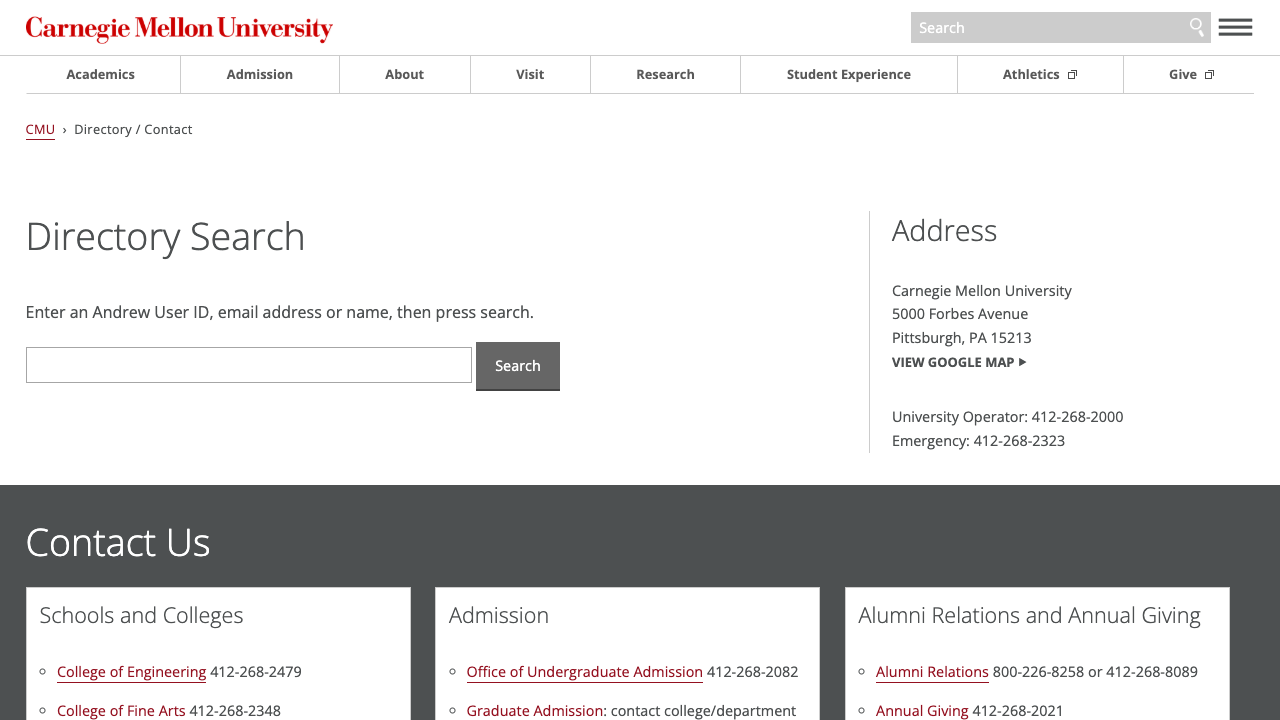 Carnegie Mellon University
Search
Academics
Admission
About
Visit
Research
Student Experience
Athletics
Give
CMU › Directory / Contact
Directory Search
Enter an Andrew User ID, email address or name, then press search.
Search
Address
Carnegie Mellon University
5000 Forbes Avenue
Pittsburgh, PA 15213
VIEW GOOGLE MAP
University Operator: 412-268-2000
Emergency: 412-268-2323
Contact Us
Schools and Colleges
College of Engineering 412-268-2479
College of Fine Arts 412-268-2348
Admission
Office of Undergraduate Admission 412-268-2082
Graduate Admission: contact college/department
Alumni Relations and Annual Giving
Alumni Relations 800-226-8258 or 412-268-8089
Annual Giving 412-268-2021